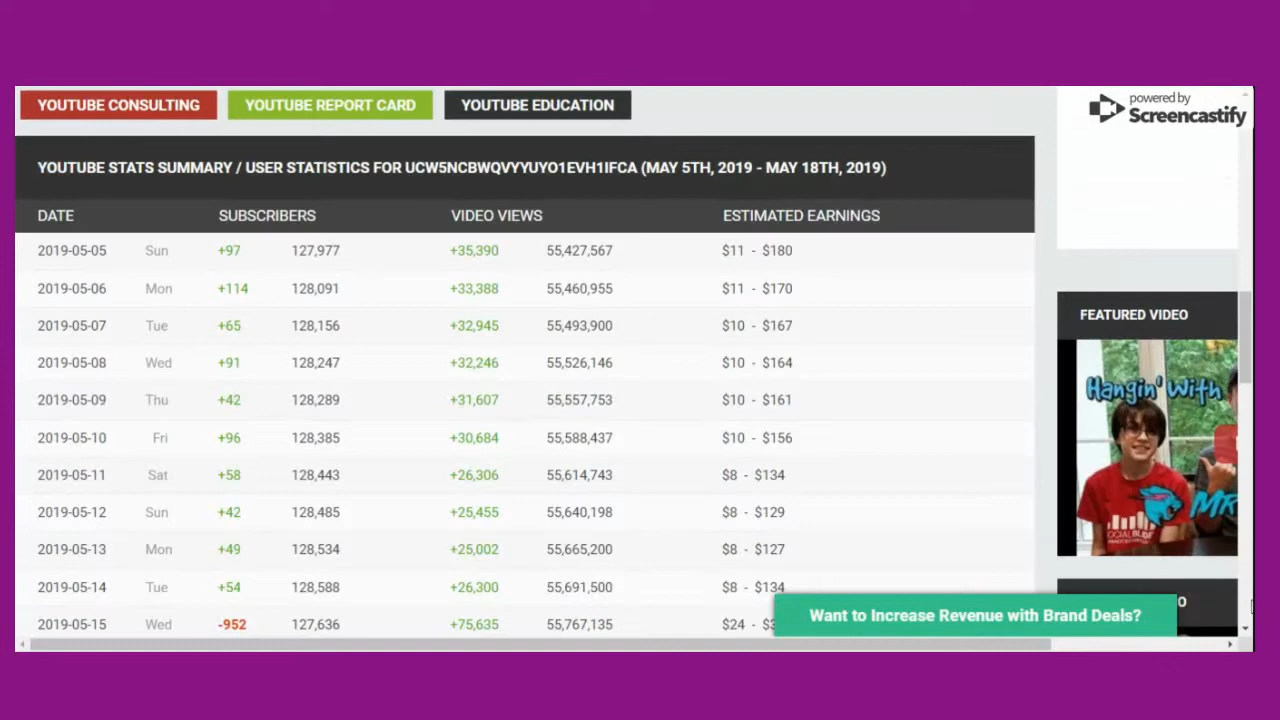 powered by
Screencastify
YOUTUBE CONSULTING YOUTUBE REPORT CARD YOUTUBE EDUCATION
YOUTUBE STATS SUMMARY / USER STATISTICS FOR UCW5NCBWQVYYUYO1EVH1IFCA (MAY 5TH, 2019 - MAY 18TH, 2019)
DATE SUBSCRIBERS VIDEO VIEWS ESTIMATED EARNINGS
2019-05-05 Sun +97 127,977 +35,390 55,427,567 $11 - $180
2019-05-06 Mon +114 128,091 +33,388 55,460,955 $11 - $170
2019-05-07 Tue +65 128,156 +32,945 55,493,900 $10 - $167
2019-05-08 Wed +91 128,247 +32,246 55,526,146 $10 - $164
2019-05-09 Thu +42 128,289 +31,607 55,557,753 $10 - $161
2019-05-10 Fri +96 128,385 +30,684 55,588,437 $10 - $156
2019-05-11 Sat +58 128,443 +26,306 55,614,743 $8 - $134
2019-05-12 Sun +42 128,485 +25,455 55,640,198 $8 - $129
2019-05-13 Mon +49 128,534 +25,002 55,665,200 $8 - $127
2019-05-14 Tue +54 128,588 +26,300 55,691,500 $8 - $134
2019-05-15 Wed -952 127,636 +75,635 55,767,135 $24 -
Want to Increase Revenue with Brand Deals?
FEATURED VIDEO
Hangin' With
MR